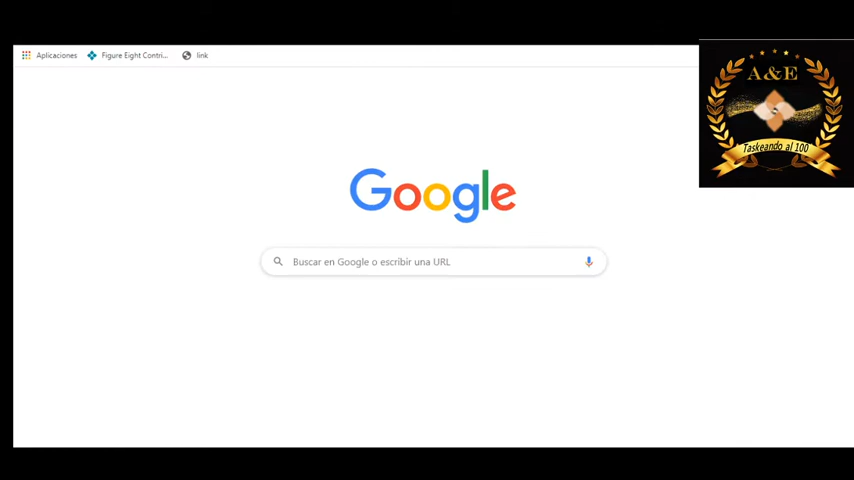 Aplicaciones
Figure Eight Contri...
link
A&E
Taskeando al 100
Google
Buscar en Google o escribir una URL